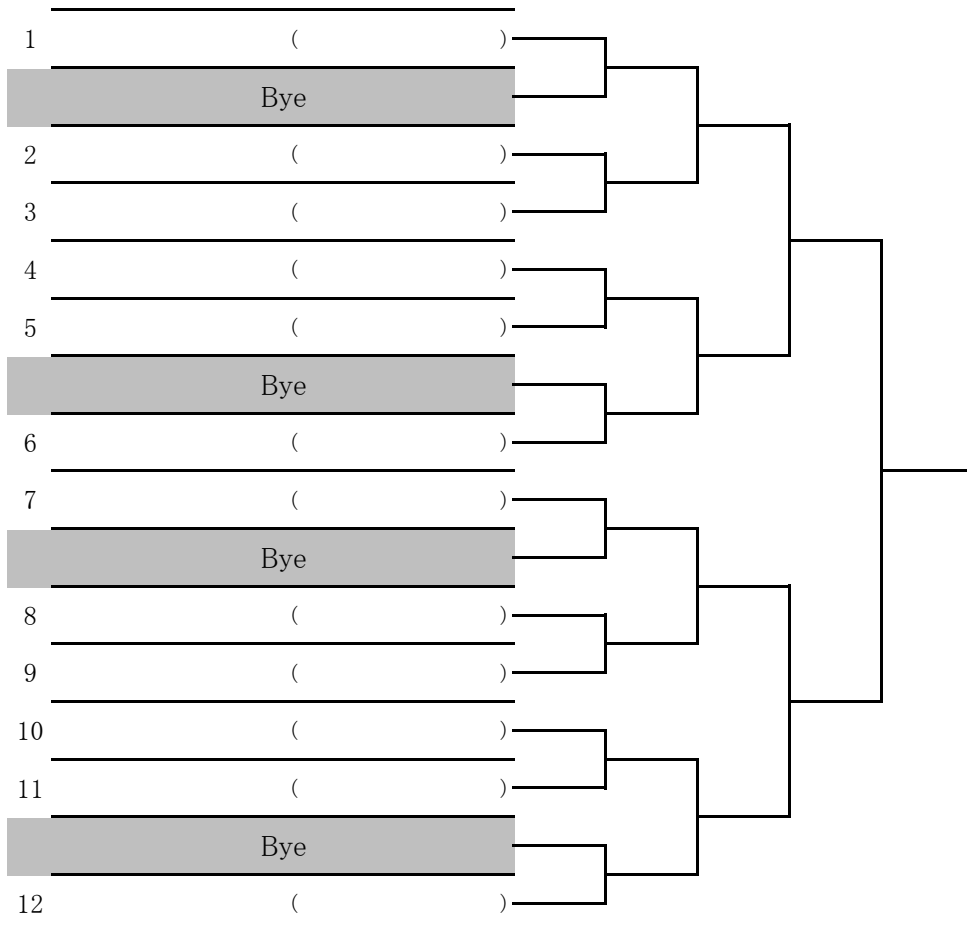 1 ( )
Bye
2 ( )
3 ( )
4 ( )
5 ( )
Bye
6 ( )
7 ( )
Bye
8 ( )
9 ( )
10 ( )
11 ( )
Bye
12 ( )